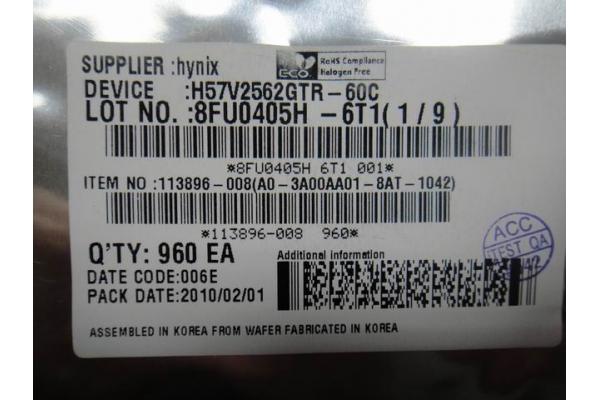 SUPPLIER :hynix
ECO.
RoHS Compliance
Halogen Free
DEVICE :H57V2562GTR-60C
LOT NO. :8FU0405H -6T1(1/9)
*8FU0405H 6T1 001*
ITEM NO :113896-008(A0-3A00AA01-8AT-1042)
*113896-008 960*
Q'TY: 960 EA
Additional information
DATE CODE:006E
PACK DATE:2010/02/01
ACC
TEST QA
42
ASSEMBLED IN KOREA FROM WAFER FABRICATED IN KOREA